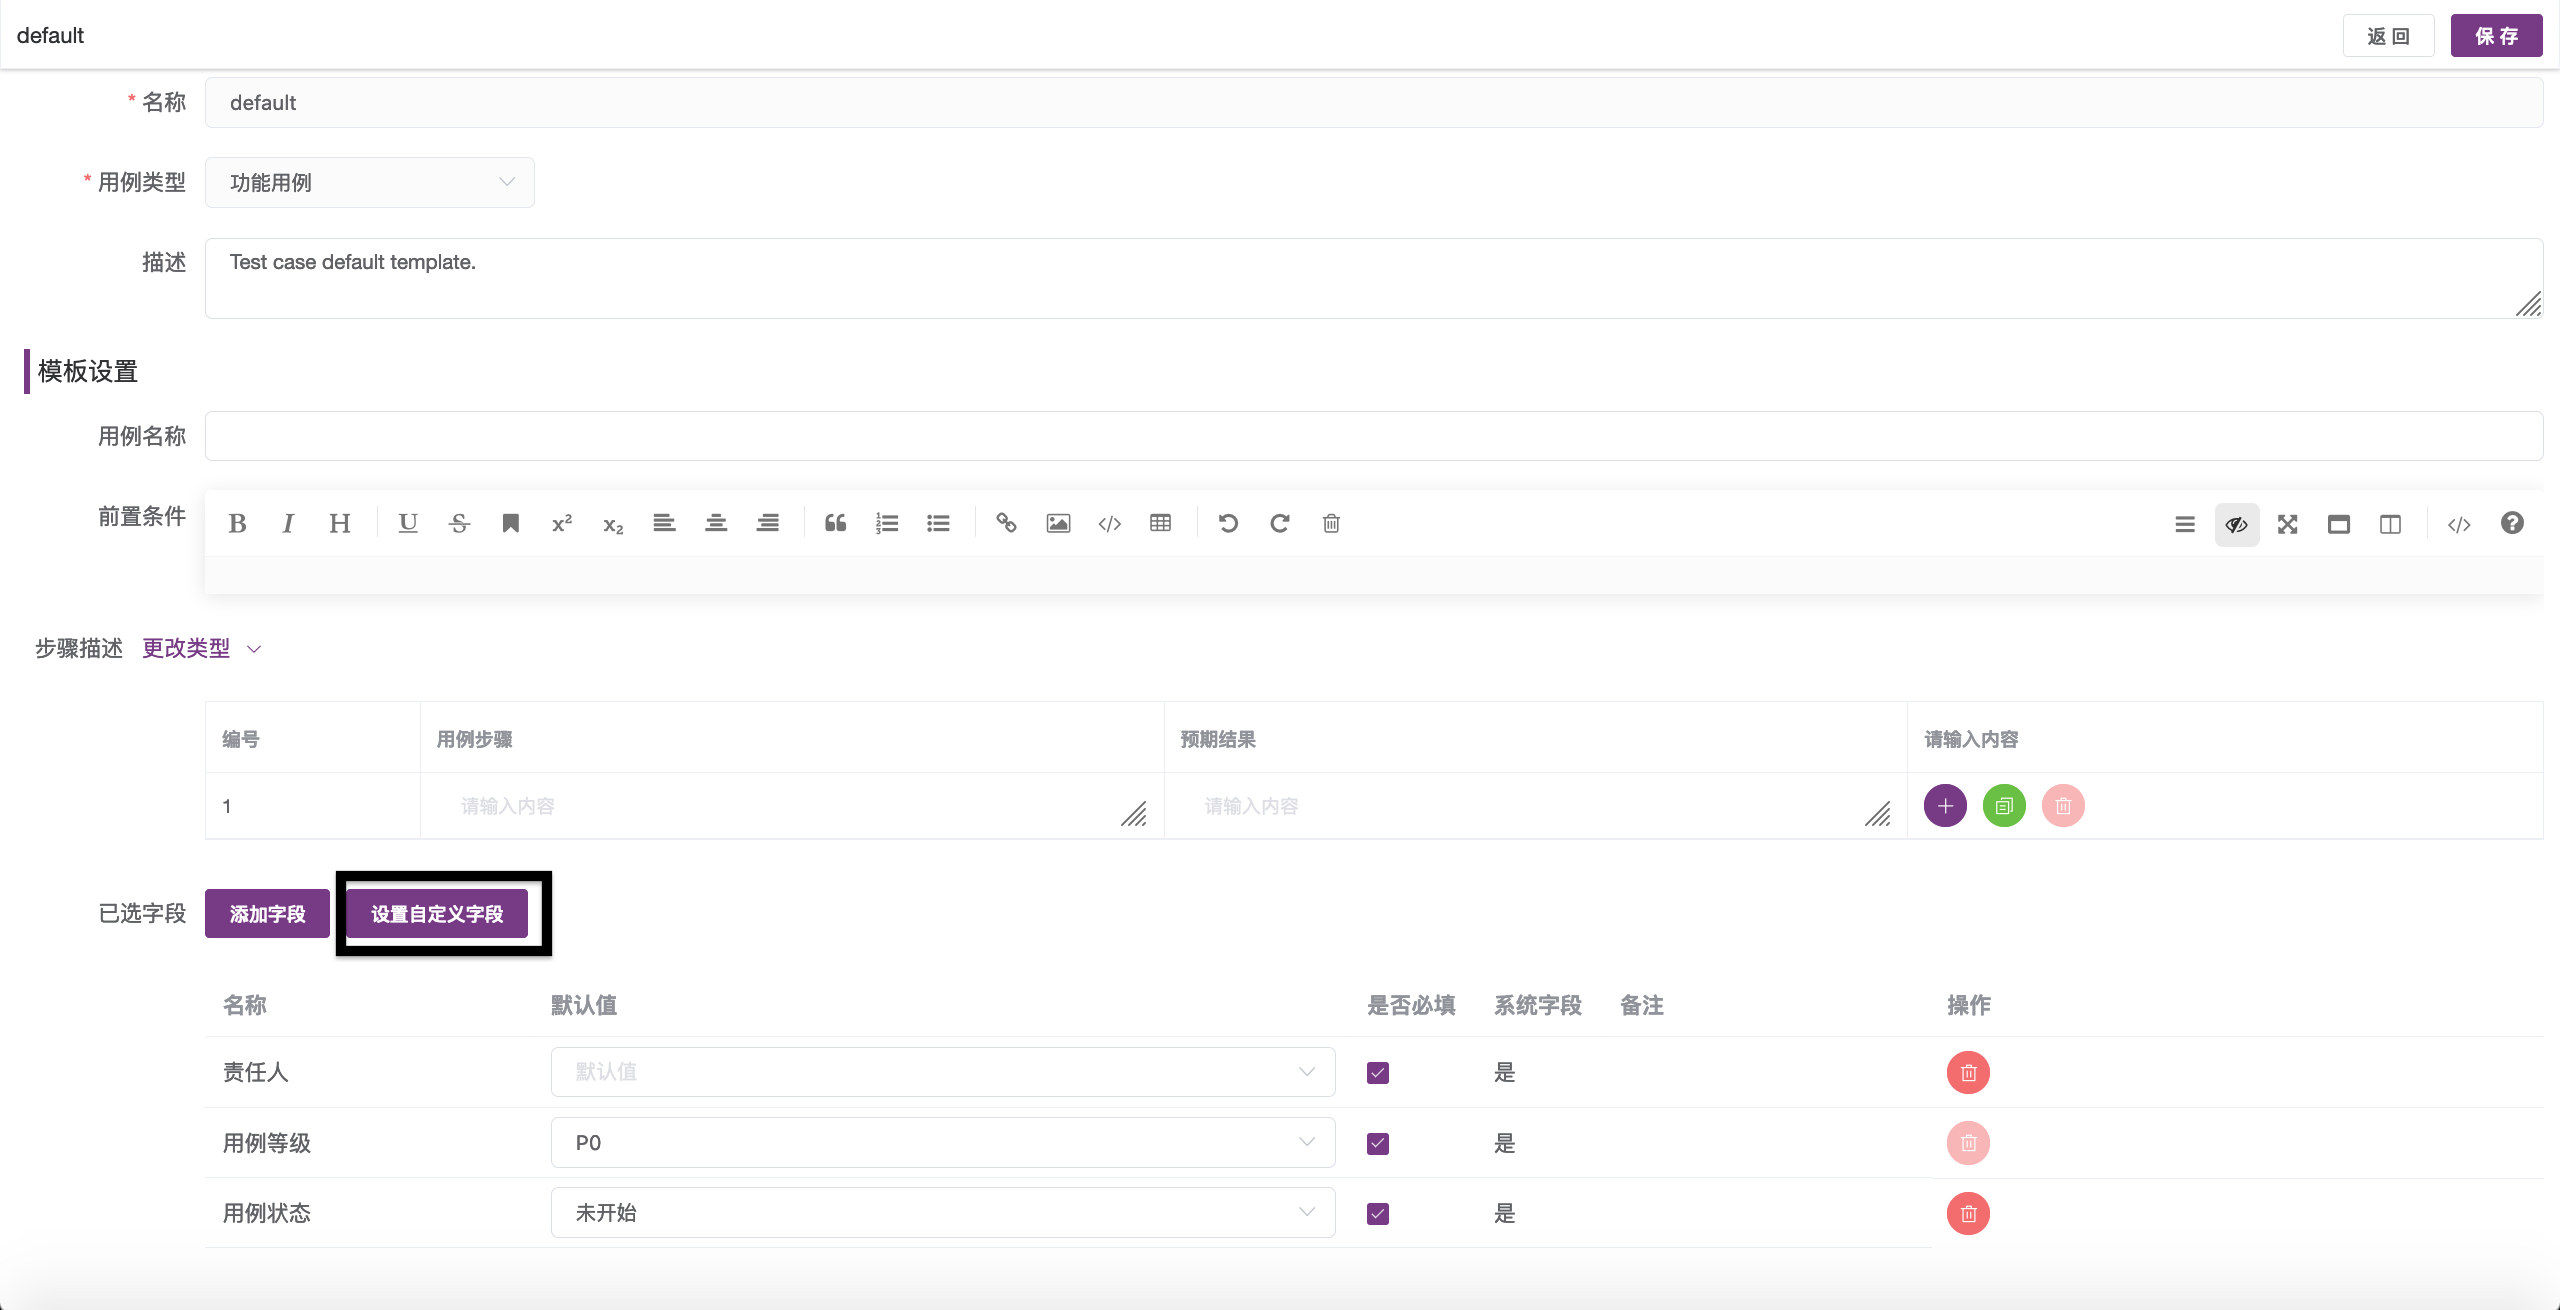 default
返 回
保 存
* 名称
default
* 用例类型
功能用例
描述
Test case default template.
模板设置
用例名称
前置条件
步骤描述 更改类型
编号 用例步骤 预期结果 请输入内容
1 请输入内容 请输入内容
已选字段 添加字段 设置自定义字段
名称 默认值 是否必填 系统字段 备注 操作
责任人 默认值 是
用例等级 P0 是
用例状态 未开始 是